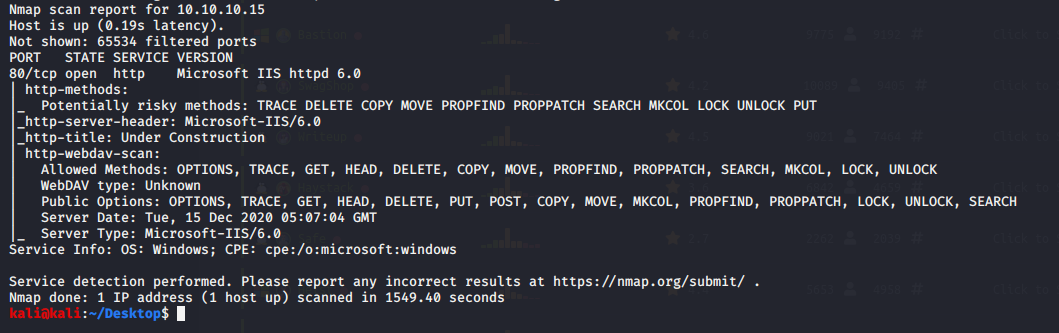 Nmap scan report for 10.10.10.15
Host is up (0.19s latency).
Not shown: 65534 filtered ports
PORT   STATE SERVICE VERSION
80/tcp open  http    Microsoft IIS httpd 6.0
| http-methods:
|_  Potentially risky methods: TRACE DELETE COPY MOVE PROPFIND PROPPATCH SEARCH MKCOL LOCK UNLOCK PUT
|_http-server-header: Microsoft-IIS/6.0
|_http-title: Under Construction
| http-webdav-scan:
|   Allowed Methods: OPTIONS, TRACE, GET, HEAD, DELETE, COPY, MOVE, PROPFIND, PROPPATCH, SEARCH, MKCOL, LOCK, UNLOCK
|   WebDAV type: Unknown
|   Public Options: OPTIONS, TRACE, GET, HEAD, DELETE, PUT, POST, COPY, MOVE, MKCOL, PROPFIND, PROPPATCH, LOCK, UNLOCK, SEARCH
|   Server Date: Tue, 15 Dec 2020 05:07:04 GMT
|_  Server Type: Microsoft-IIS/6.0
Service Info: OS: Windows; CPE: cpe:/o:microsoft:windows
Service detection performed. Please report any incorrect results at https://nmap.org/submit/ .
Nmap done: 1 IP address (1 host up) scanned in 1549.40 seconds
kali@kali:~/Desktop$